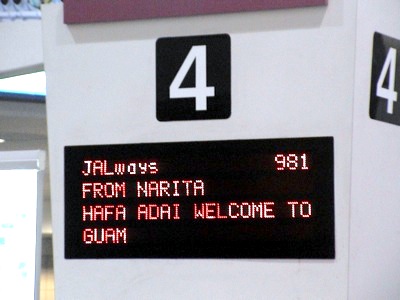 4
4
JALways 981
FROM NARITA
HAFA ADAI WELCOME TO
GUAM